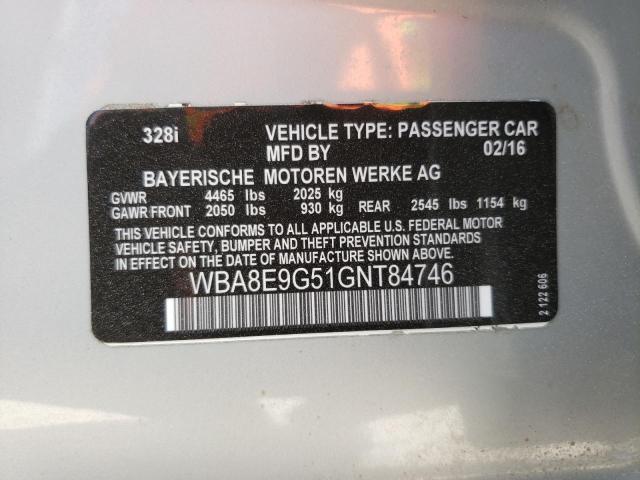 328i VEHICLE TYPE: PASSENGER CAR
MFD BY 02/16
BAYERISCHE MOTOREN WERKE AG
GVWR 4465 lbs 2025 kg
GAWR FRONT 2050 lbs 930 kg REAR 2545 lbs 1154 kg
THIS VEHICLE CONFORMS TO ALL APPLICABLE U.S. FEDERAL MOTOR
VEHICLE SAFETY, BUMPER AND THEFT PREVENTION STANDARDS
IN EFFECT ON THE DATE OF MANUFACTURE SHOWN ABOVE.
WBA8E9G51GNT84746
2 122 606